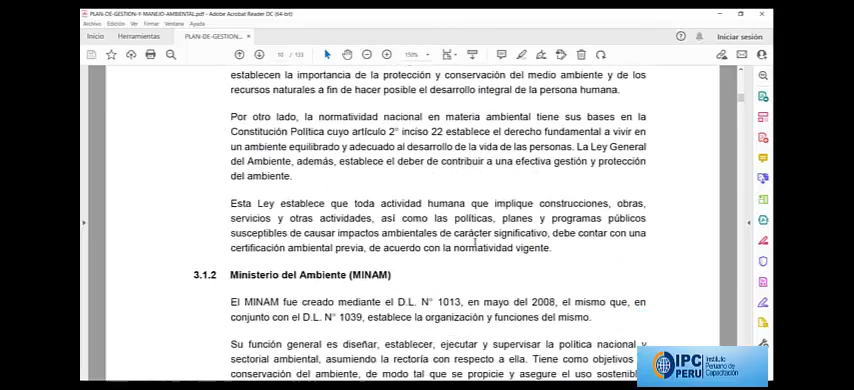 PLAN-DE-GESTION-Y-MANEJO-AMBIENTAL.pdf - Adobe Acrobat Reader DC (64-bit)
Archivo Edición Ver Firmar Ventana Ayuda
Inicio Herramientas PLAN-DE-GESTION... × Iniciar sesión
10 / 133 150%
establecen la importancia de la protección y conservación del medio ambiente y de los
recursos naturales a fin de hacer posible el desarrollo integral de la persona humana.
Por otro lado, la normatividad nacional en materia ambiental tiene sus bases en la
Constitución Política cuyo artículo 2° inciso 22 establece el derecho fundamental a vivir en
un ambiente equilibrado y adecuado al desarrollo de la vida de las personas. La Ley General
del Ambiente, además, establece el deber de contribuir a una efectiva gestión y protección
del ambiente.
Esta Ley establece que toda actividad humana que implique construcciones, obras,
servicios y otras actividades, así como las políticas, planes y programas públicos
susceptibles de causar impactos ambientales de carácter significativo, debe contar con una
certificación ambiental previa, de acuerdo con la normatividad vigente.
3.1.2 Ministerio del Ambiente (MINAM)
El MINAM fue creado mediante el D.L. N° 1013, en mayo del 2008, el mismo que, en
conjunto con el D.L. N° 1039, establece la organización y funciones del mismo.
Su función general es diseñar, establecer, ejecutar y supervisar la política nacional y
sectorial ambiental, asumiendo la rectoría con respecto a ella. Tiene como objetivos
conservación del ambiente, de modo tal que se propicie y asegure el uso sostenible
IPC PERU Instituto Peruano de Capacitación